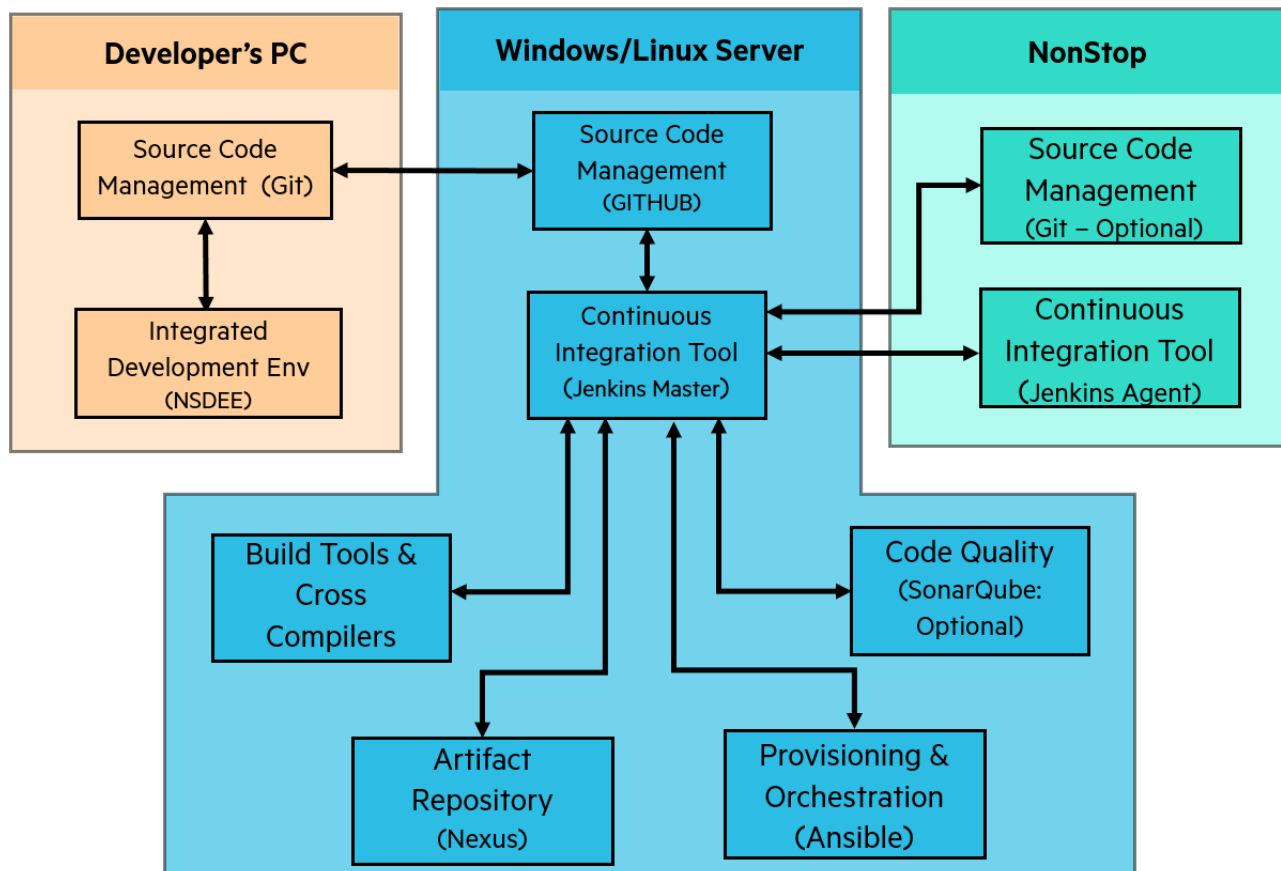 Developer's PC
Source Code
Management (Git)
Integrated
Development Env
(NSDEE)
Windows/Linux Server
Source Code
Management
(GITHUB)
Continuous
Integration Tool
(Jenkins Master)
NonStop
Source Code
Management
(Git – Optional)
Continuous
Integration Tool
(Jenkins Agent)
Build Tools &
Cross
Compilers
Code Quality
(SonarQube:
Optional)
Artifact
Repository
(Nexus)
Provisioning &
Orchestration
(Ansible)